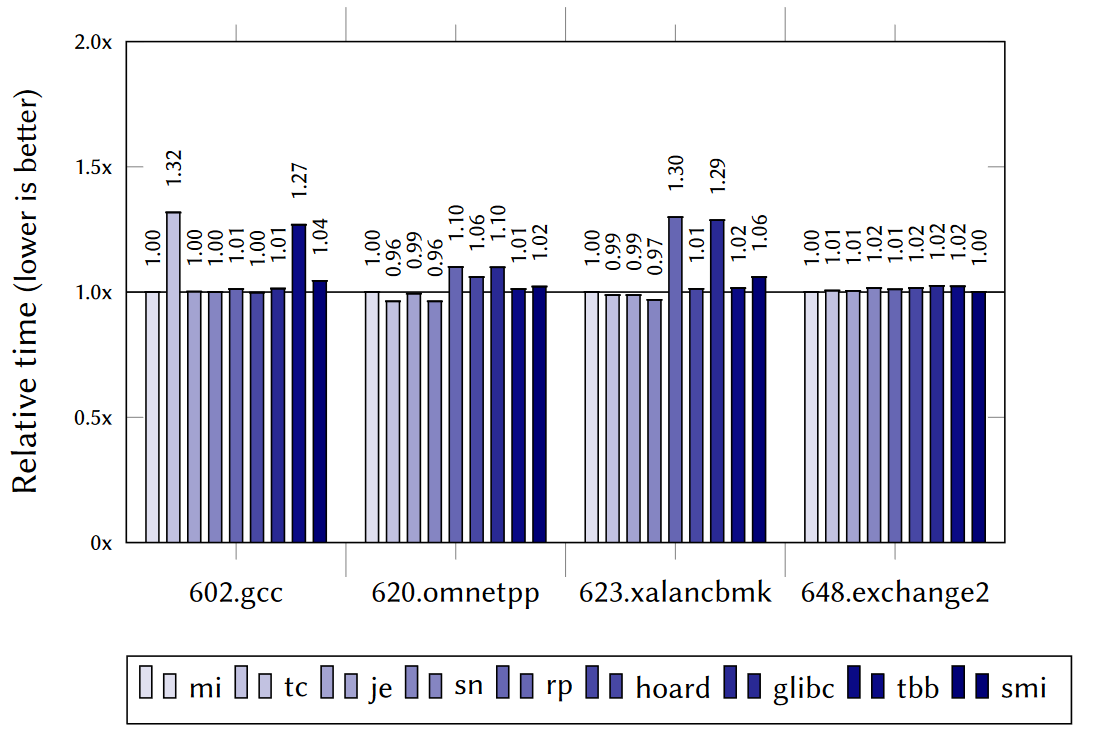 2.0x
1.5x
1.0x
0.5x
0x
Relative time (lower is better)
1.00 1.32 1.00 1.00 1.01 1.00 1.01 1.27 1.04
1.00 0.96 0.99 0.96 1.10 1.06 1.10 1.01 1.02
1.00 0.99 0.99 0.97 1.30 1.01 1.29 1.02 1.06
1.00 1.01 1.01 1.02 1.01 1.02 1.02 1.02 1.00
602.gcc 620.omnetpp 623.xalancbmk 648.exchange2
mi tc je sn rp hoard glibc tbb smi